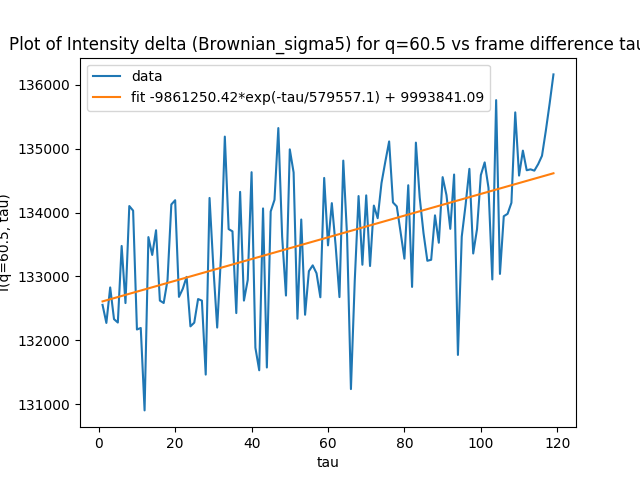 Plot of Intensity delta (Brownian_sigma5) for q=60.5 vs frame difference tau
136000
135000
134000
133000
132000
131000
data
fit -9861250.42*exp(-tau/579557.1) + 9993841.09
I(q=60.5, tau)
0
20
40
60
80
100
120
tau